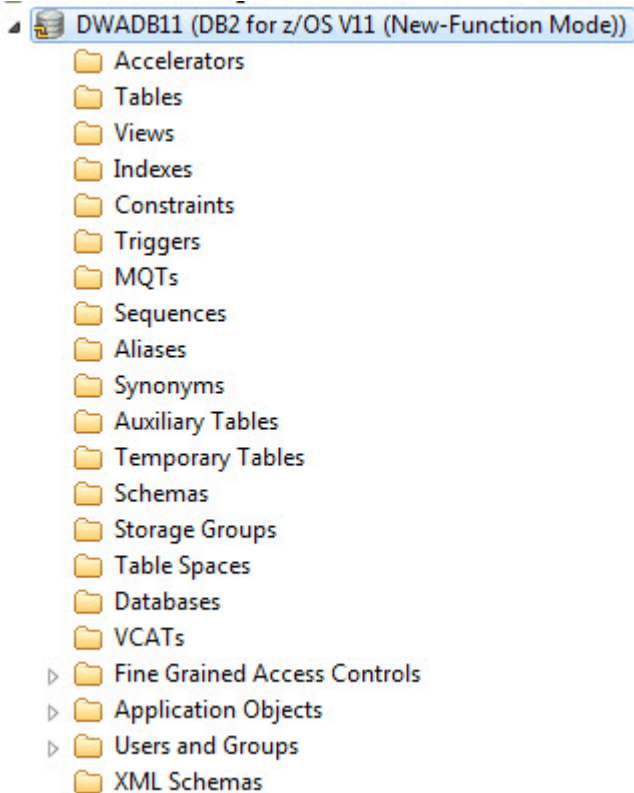 DWADB11 (DB2 for z/OS V11 (New-Function Mode))
Accelerators
Tables
Views
Indexes
Constraints
Triggers
MQTs
Sequences
Aliases
Synonyms
Auxiliary Tables
Temporary Tables
Schemas
Storage Groups
Table Spaces
Databases
VCATs
Fine Grained Access Controls
Application Objects
Users and Groups
XML Schemas